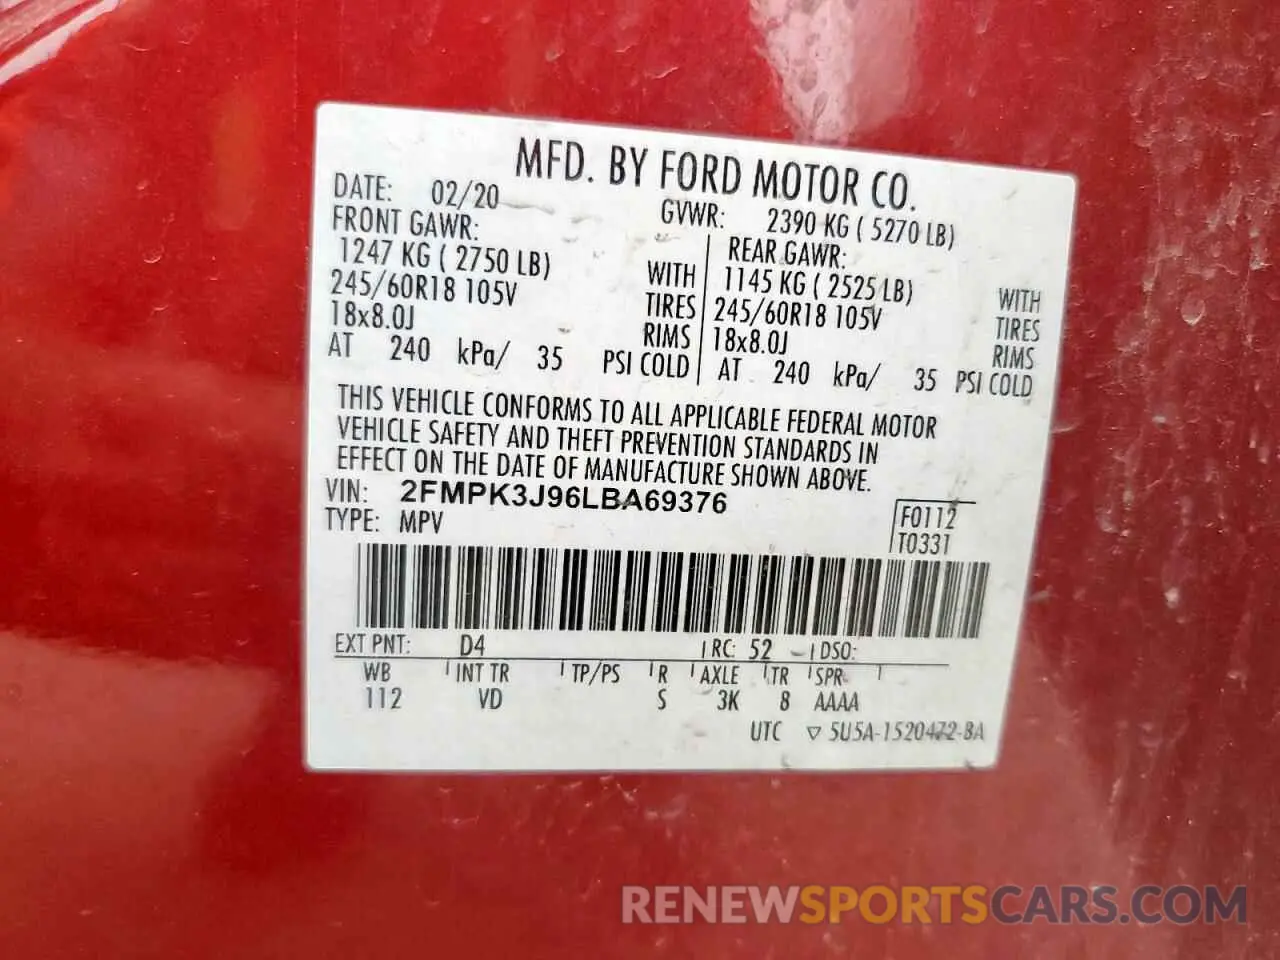 MFD. BY FORD MOTOR CO.
DATE: 02/20
GVWR: 2390 KG ( 5270 LB)
FRONT GAWR:
1247 KG ( 2750 LB) WITH
245/60R18 105V TIRES
18x8.0J RIMS
AT 240 kPa/ 35 PSI COLD
REAR GAWR:
1145 KG ( 2525 LB) WITH
245/60R18 105V TIRES
18x8.0J RIMS
AT 240 kPa/ 35 PSI COLD
THIS VEHICLE CONFORMS TO ALL APPLICABLE FEDERAL MOTOR
VEHICLE SAFETY AND THEFT PREVENTION STANDARDS IN
EFFECT ON THE DATE OF MANUFACTURE SHOWN ABOVE.
VIN: 2FMPK3J96LBA69376
TYPE: MPV
F0112
T0331
EXT PNT: D4 RC: 52 DSO:
WB INT TR TP/PS R AXLE TR SPR
112 VD S 3K 8 AAAA
UTC ▽ 5U5A-1520472-BA
RENEWSPORTSCARS.COM